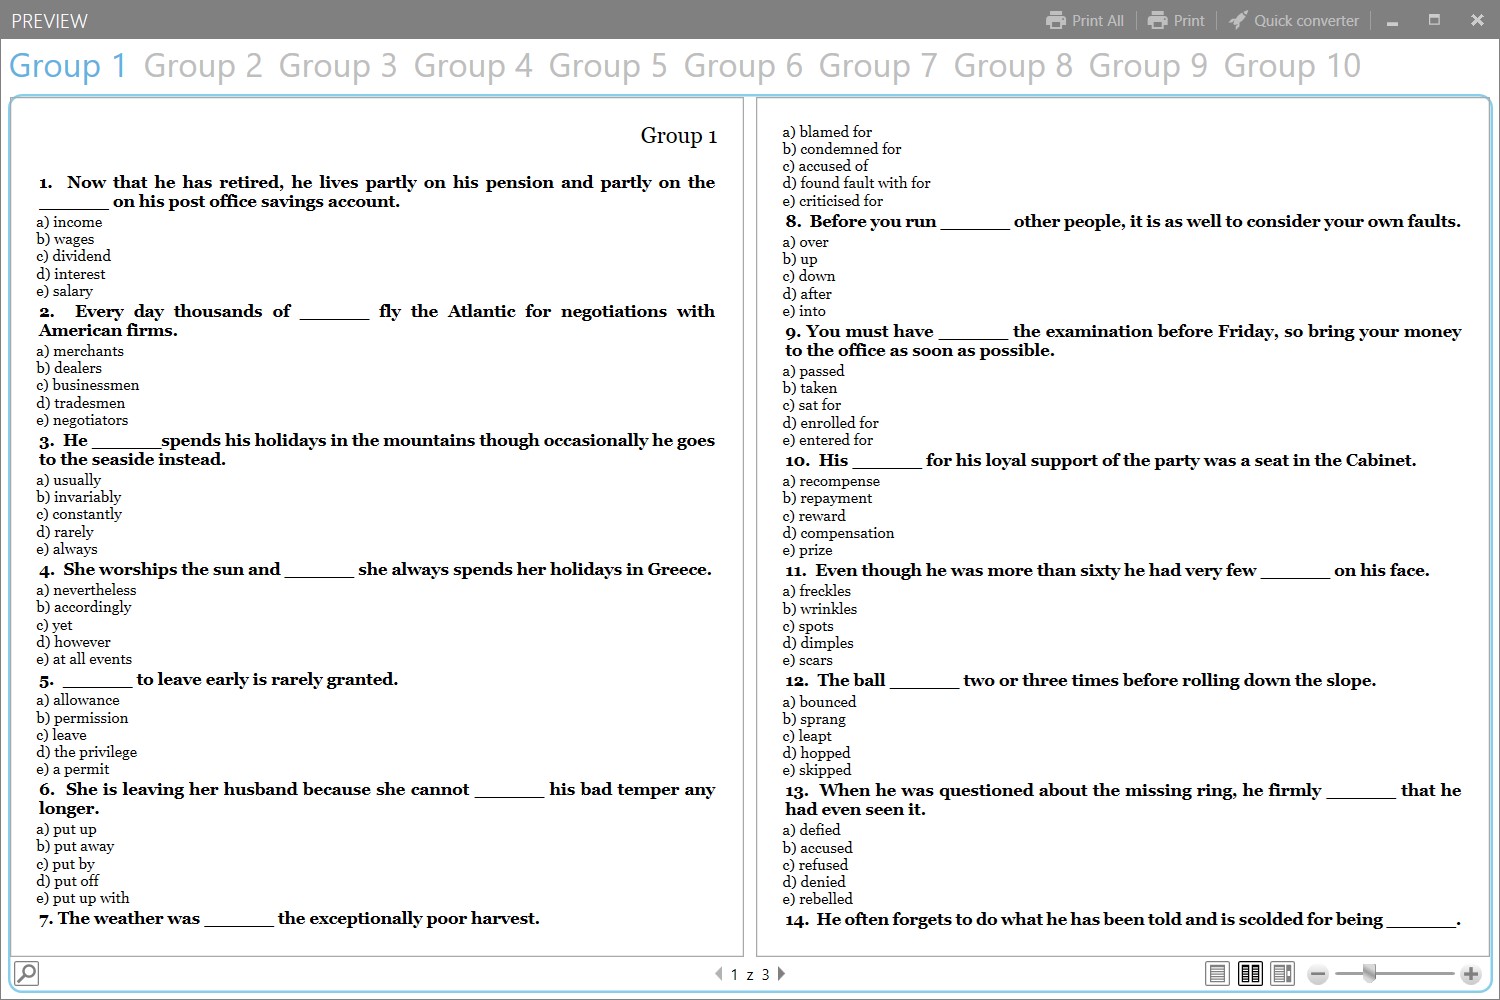 PREVIEW
Print All
Print
Quick converter
Group 1 Group 2 Group 3 Group 4 Group 5 Group 6 Group 7 Group 8 Group 9 Group 10
Group 1
1. Now that he has retired, he lives partly on his pension and partly on the
_______ on his post office savings account.
a) income
b) wages
c) dividend
d) interest
e) salary
2. Every day thousands of _______ fly the Atlantic for negotiations with
American firms.
a) merchants
b) dealers
c) businessmen
d) tradesmen
e) negotiators
3. He _______spends his holidays in the mountains though occasionally he goes
to the seaside instead.
a) usually
b) invariably
c) constantly
d) rarely
e) always
4. She worships the sun and _______ she always spends her holidays in Greece.
a) nevertheless
b) accordingly
c) yet
d) however
e) at all events
5. _______ to leave early is rarely granted.
a) allowance
b) permission
c) leave
d) the privilege
e) a permit
6. She is leaving her husband because she cannot _______ his bad temper any
longer.
a) put up
b) put away
c) put by
d) put off
e) put up with
7. The weather was _______ the exceptionally poor harvest.
a) blamed for
b) condemned for
c) accused of
d) found fault with for
e) criticised for
8. Before you run _______ other people, it is as well to consider your own faults.
a) over
b) up
c) down
d) after
e) into
9. You must have _______ the examination before Friday, so bring your money
to the office as soon as possible.
a) passed
b) taken
c) sat for
d) enrolled for
e) entered for
10. His _______ for his loyal support of the party was a seat in the Cabinet.
a) recompense
b) repayment
c) reward
d) compensation
e) prize
11. Even though he was more than sixty he had very few _______ on his face.
a) freckles
b) wrinkles
c) spots
d) dimples
e) scars
12. The ball _______ two or three times before rolling down the slope.
a) bounced
b) sprang
c) leapt
d) hopped
e) skipped
13. When he was questioned about the missing ring, he firmly _______ that he
had even seen it.
a) defied
b) accused
c) refused
d) denied
e) rebelled
14. He often forgets to do what he has been told and is scolded for being _______.
1 z 3